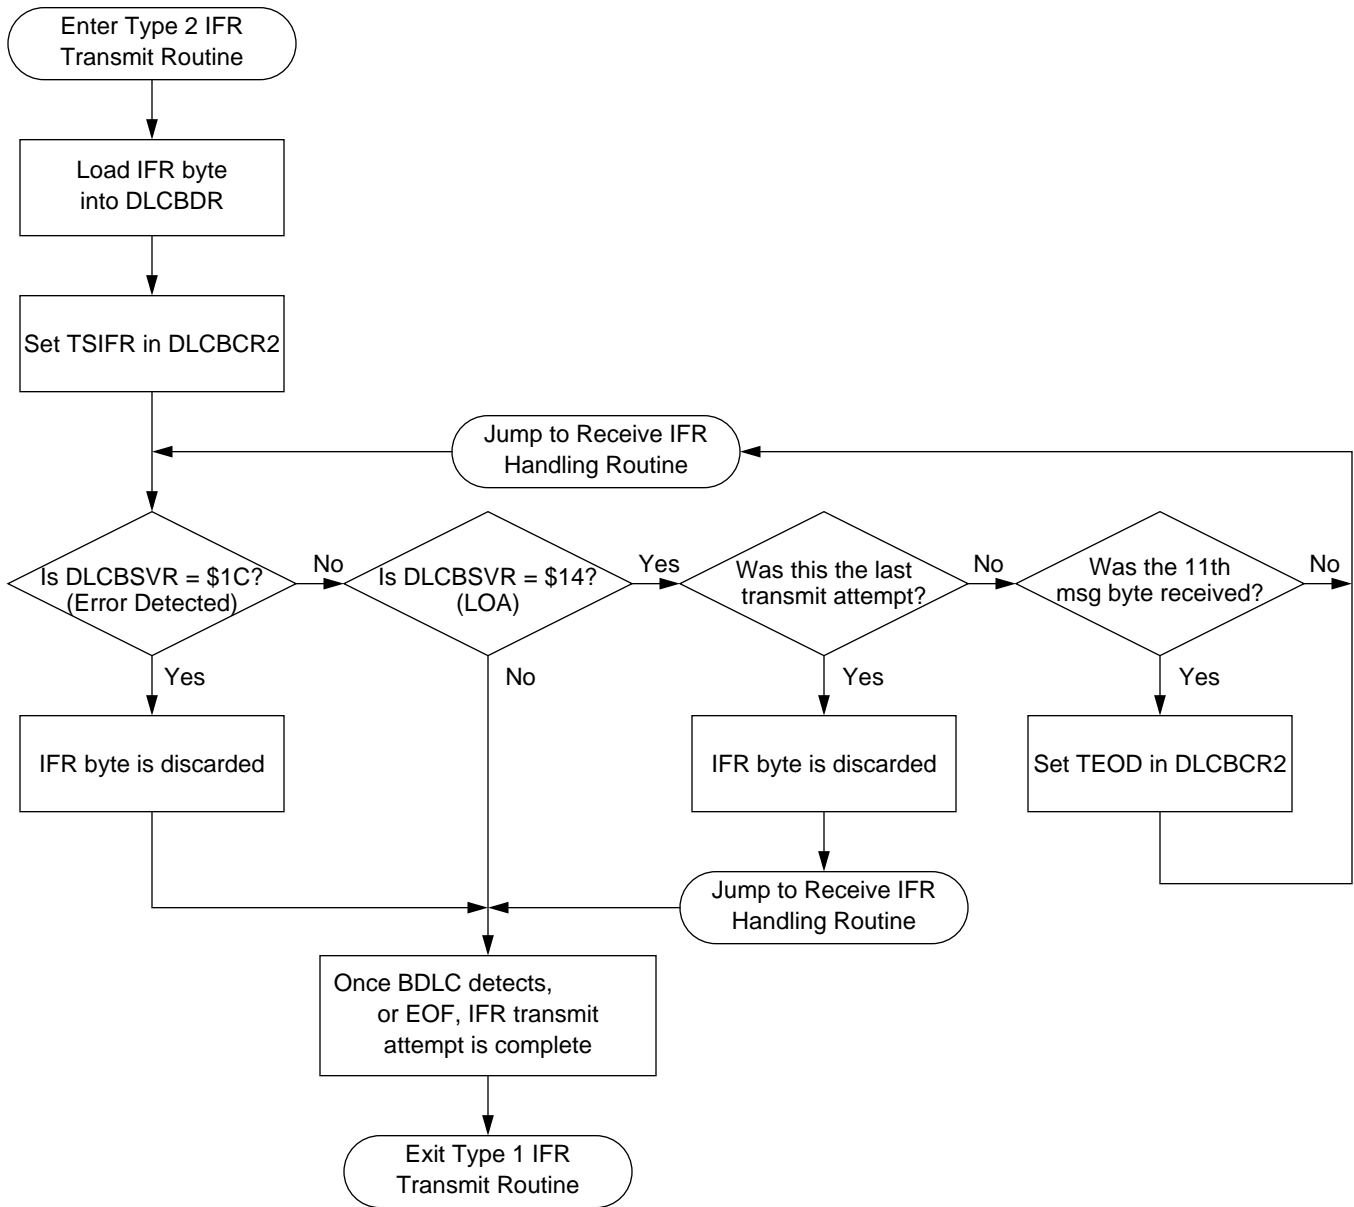 Enter Type 2 IFR
Transmit Routine
Load IFR byte
into DLCBDR
Set TSIFR in DLCBCR2
Jump to Receive IFR
Handling Routine
Is DLCBSVR = $1C?
(Error Detected)
No
Is DLCBSVR = $14?
(LOA)
Yes
Was this the last
transmit attempt?
No
Was the 11th
msg byte received?
No
Yes
No
Yes
Yes
IFR byte is discarded
IFR byte is discarded
Set TEOD in DLCBCR2
Jump to Receive IFR
Handling Routine
Once BDLC detects,
or EOF, IFR transmit
attempt is complete
Exit Type 1 IFR
Transmit Routine